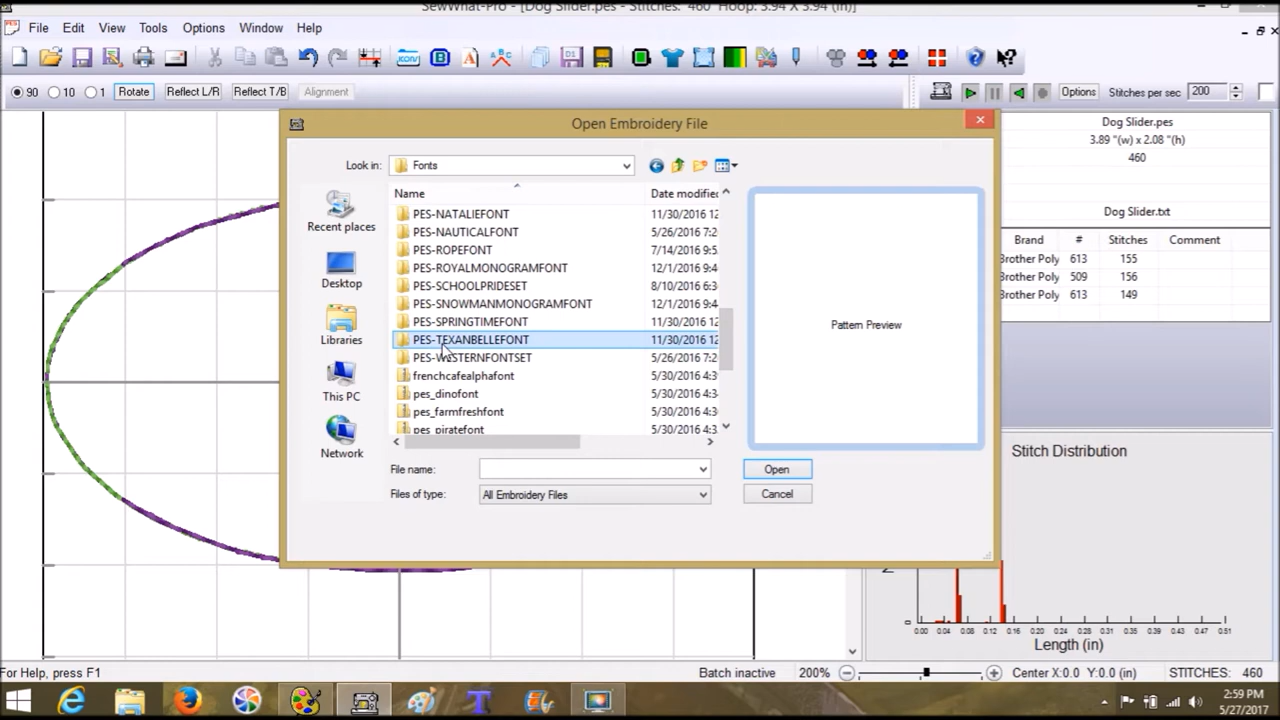 SewWhat-Pro - [Dog Slider.pes - Stitches: 460 Hoop: 3.94 X 3.94 (in)]
File Edit View Tools Options Window Help
90 10 1 Rotate Reflect L/R Reflect T/B Alignment Options Stitches per sec 200
Open Embroidery File
Look in: Fonts
Name Date modified
PES-NATALIEFONT 11/30/2016 12
PES-NAUTICALFONT 5/26/2016 7:2
PES-ROPEFONT 7/14/2016 9:5
PES-ROYALMONOGRAMFONT 12/1/2016 9:4
PES-SCHOOLPRIDESET 8/10/2016 6:3
PES-SNOWMANMONOGRAMFONT 12/1/2016 9:4
PES-SPRINGTIMEFONT 11/30/2016 12
PES-TEXANBELLEFONT 11/30/2016 12
PES-WESTERNFONTSET 5/26/2016 7:2
frenchcafealphafont 5/30/2016 4:3
pes_dinofont 5/30/2016 4:3
pes_farmfreshfont 5/30/2016 4:3
pes_piratefont 5/30/2016 4:3
Recent places
Desktop
Libraries
This PC
Network
Pattern Preview
File name: Open
Files of type: All Embroidery Files Cancel
Dog Slider.pes
3.89 "(w) x 2.08 "(h)
460
Dog Slider.txt
Brand # Stitches Comment
Brother Poly 613 155
Brother Poly 509 156
Brother Poly 613 149
Stitch Distribution
0.00 0.04 0.08 0.12 0.16 0.20 0.24 0.27 0.31 0.35 0.39 0.43 0.47 0.51
Length (in)
For Help, press F1 Batch inactive 200% Center X:0.0 Y:0.0 (in) STITCHES: 460
2:59 PM
5/27/2017